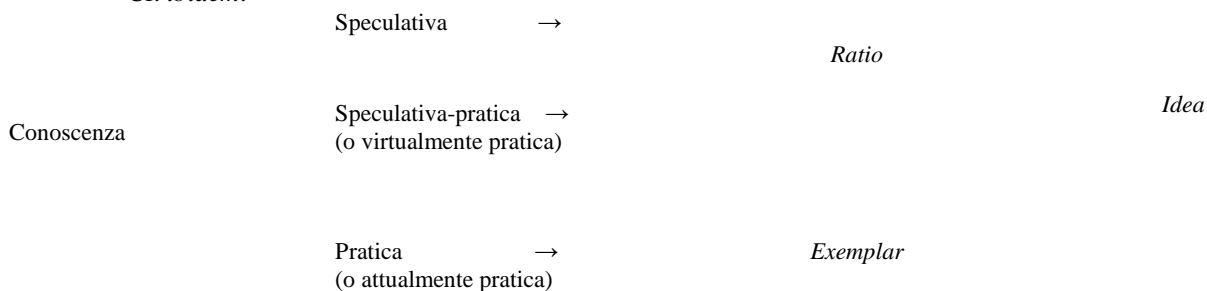 Speculativa →
Ratio
Idea
Speculativa-pratica →
Conoscenza
(o virtualmente pratica)
Pratica → Exemplar
(o attualmente pratica)